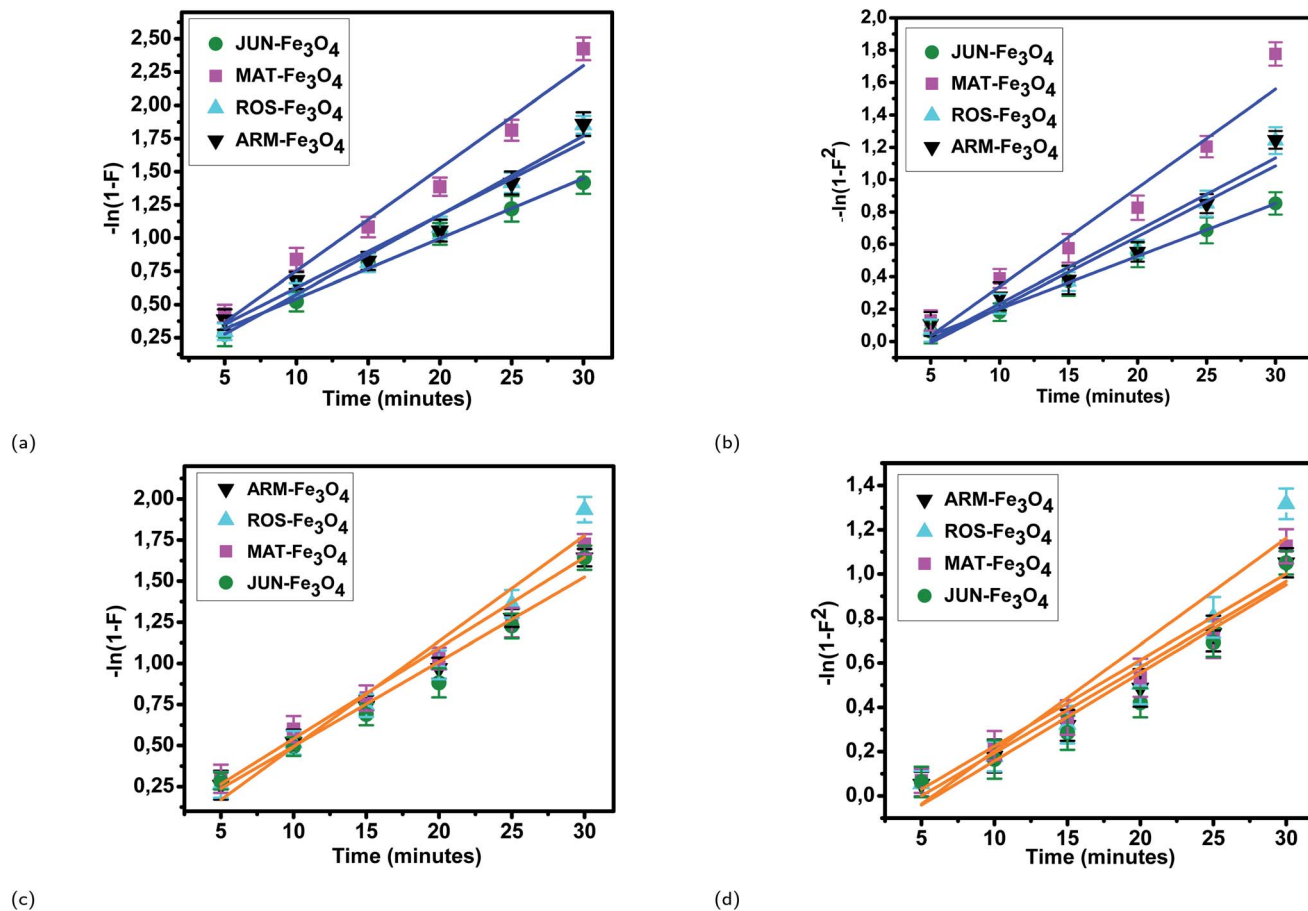 2,50
2,25
2,00
1,75
1,50
1,25
1,00
0,75
0,50
0,25
-ln(1-F)
JUN-Fe3O4
MAT-Fe3O4
ROS-Fe3O4
ARM-Fe3O4
5 10 15 20 25 30
Time (minutes)
(a)
2,0
1,8
1,6
1,4
1,2
1,0
0,8
0,6
0,4
0,2
0,0
--ln(1-F2)
JUN-Fe3O4
MAT-Fe3O4
ROS-Fe3O4
ARM-Fe3O4
5 10 15 20 25 30
Time (minutes)
(b)
2,00
1,75
1,50
1,25
1,00
0,75
0,50
0,25
-ln(1-F)
ARM-Fe3O4
ROS-Fe3O4
MAT-Fe3O4
JUN-Fe3O4
5 10 15 20 25 30
Time (minutes)
(c)
1,4
1,2
1,0
0,8
0,6
0,4
0,2
0,0
-ln(1-F2)
ARM-Fe3O4
ROS-Fe3O4
MAT-Fe3O4
JUN-Fe3O4
5 10 15 20 25 30
Time (minutes)
(d)